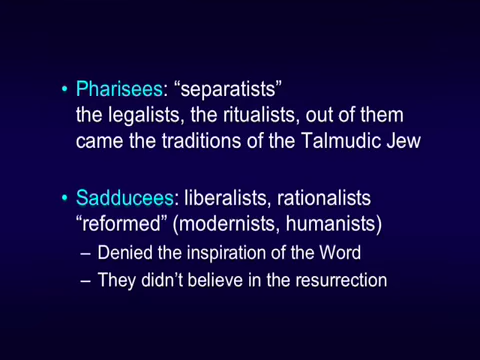 • Pharisees: “separatists”
the legalists, the ritualists, out of them
came the traditions of the Talmudic Jew
• Sadducees: liberalists, rationalists
“reformed” (modernists, humanists)
– Denied the inspiration of the Word
– They didn’t believe in the resurrection